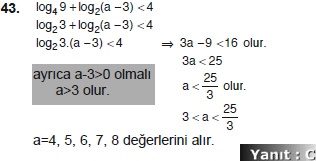 43. log₄ 9 + log₂(a − 3) < 4
log₂ 3 + log₂(a − 3) < 4
log₂ 3.(a − 3) < 4 ⇒ 3a − 9 < 16 olur.
3a < 25
ayrıca a-3>0 olmalı
a>3 olur.
a < 25/3 olur.
3 < a < 25/3
a=4, 5, 6, 7, 8 değerlerini alır.
Yanıt : C